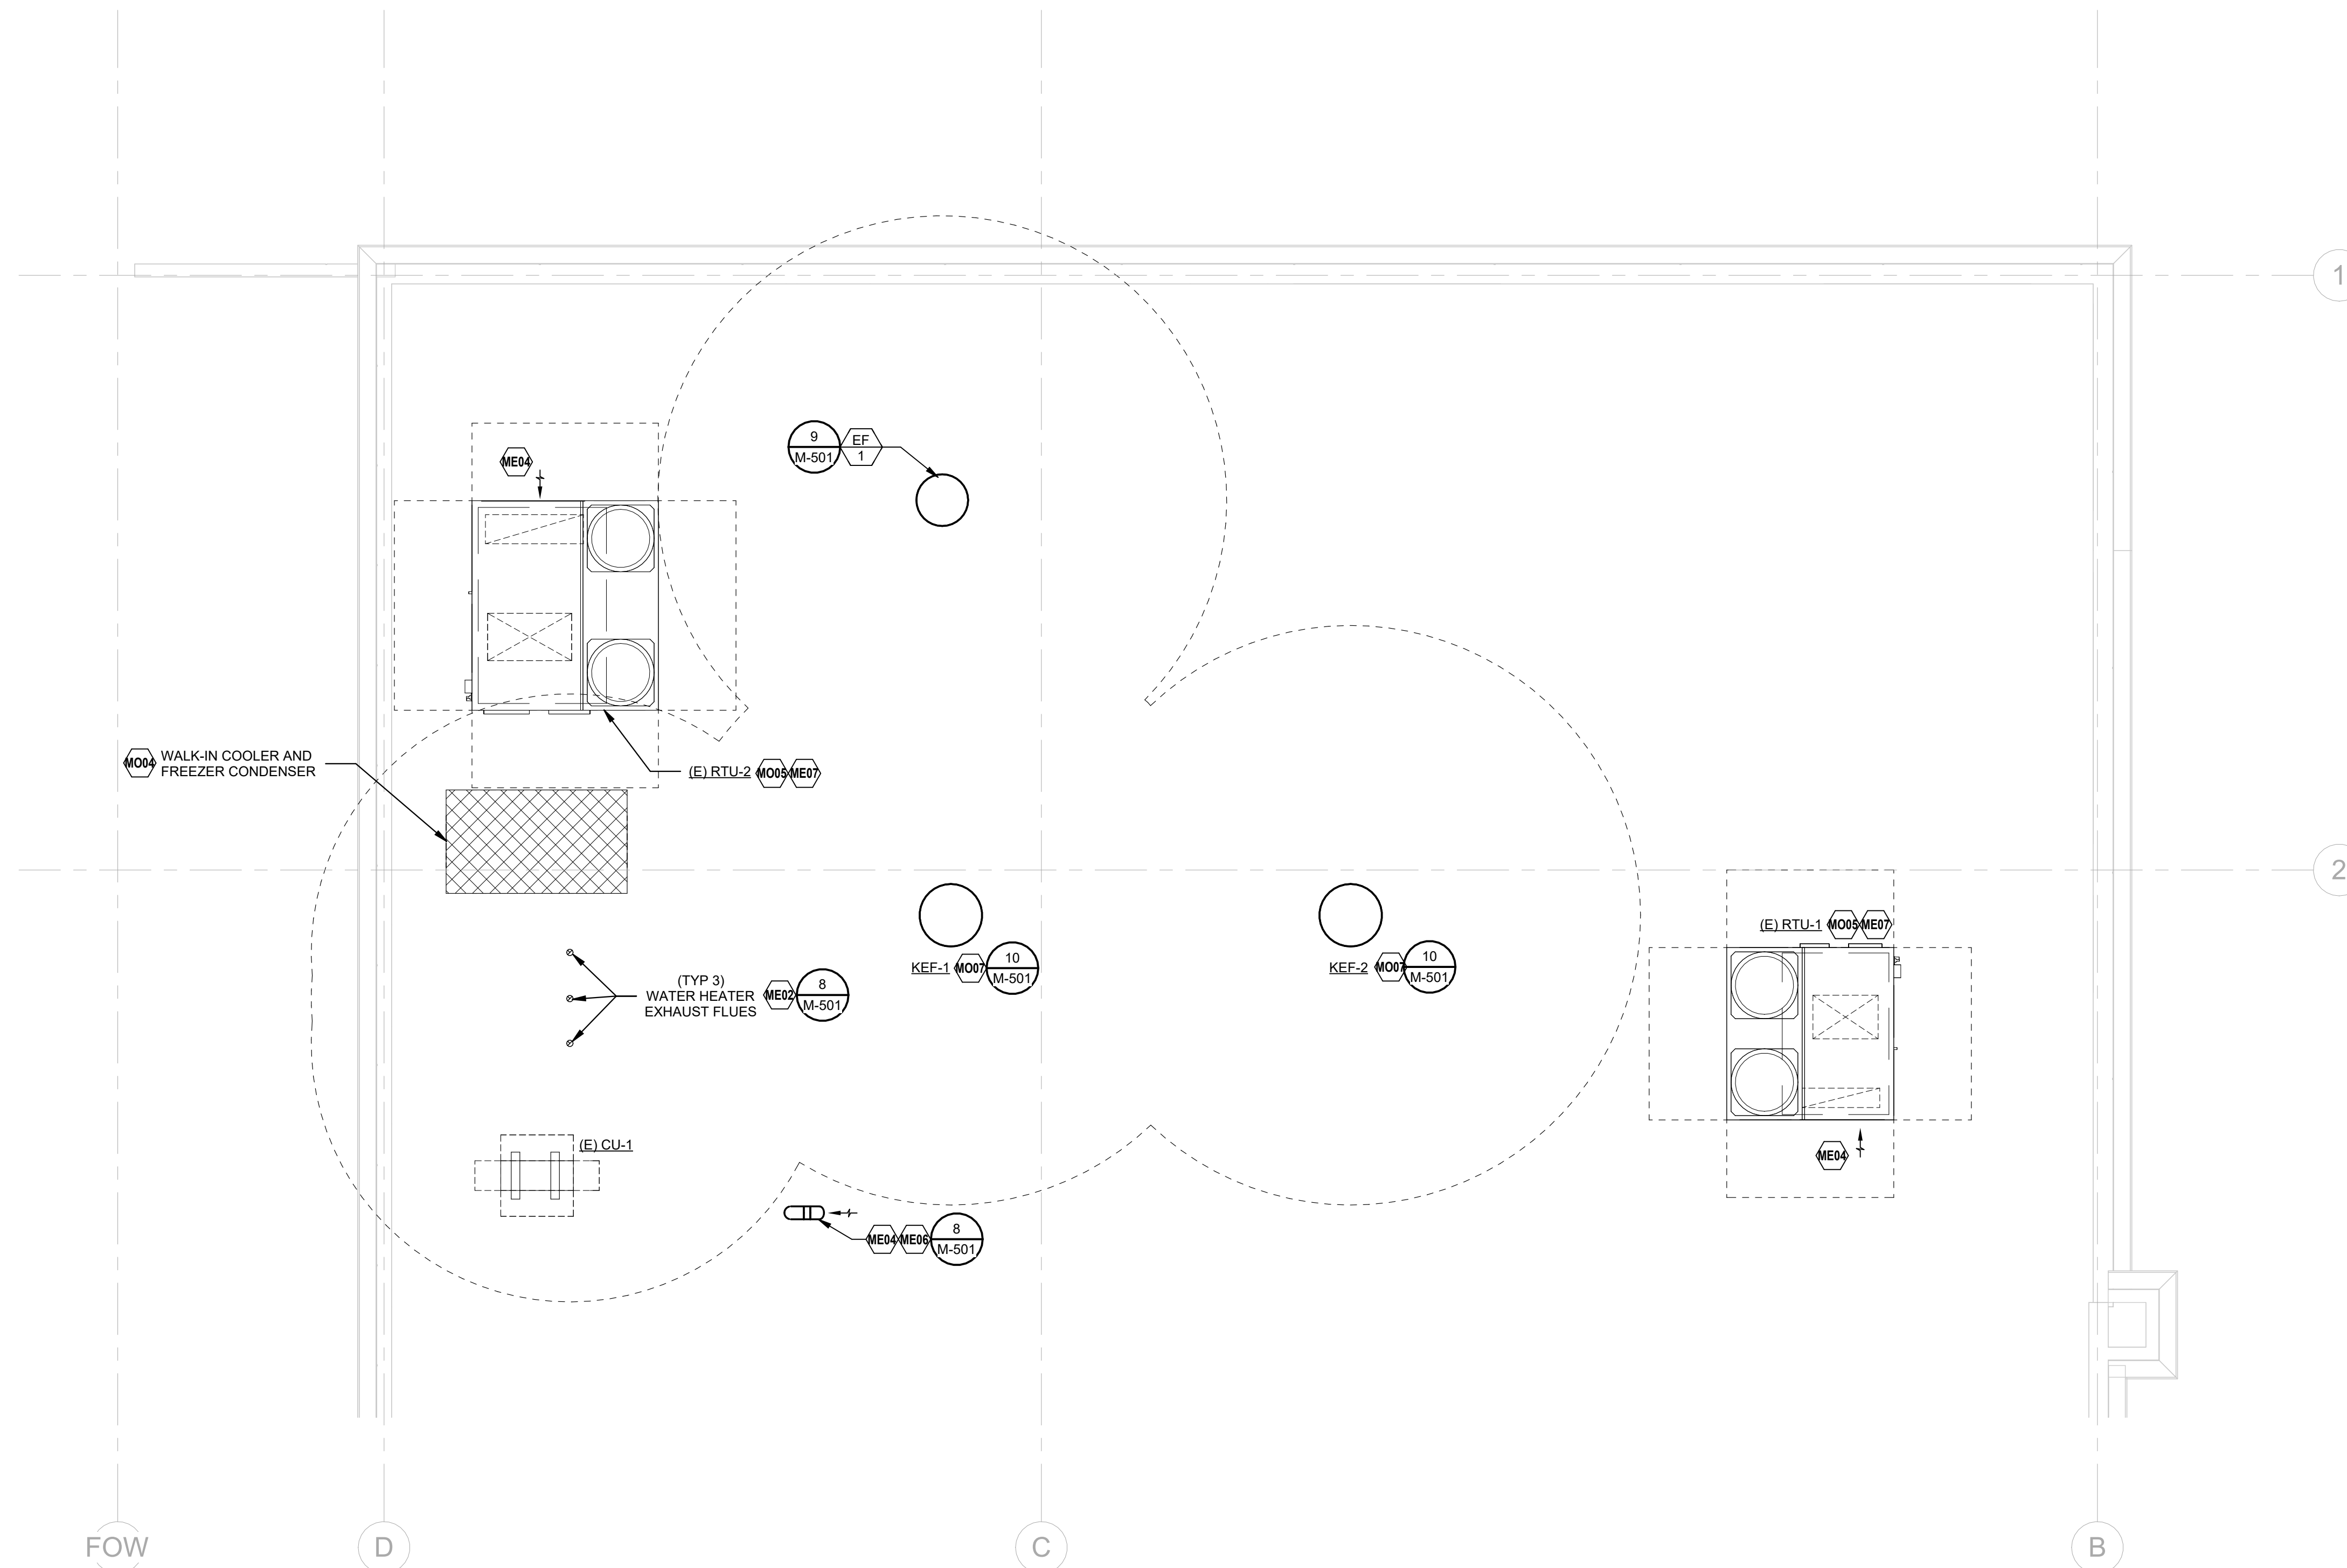 1
9
M-501
EF
1
ME04
MO04
WALK-IN COOLER AND
FREEZER CONDENSER
(E) RTU-2
MO05
ME07
2
(E) RTU-1
MO05
ME07
KEF-1
MO07
10
M-501
KEF-2
MO07
10
M-501
(TYP 3)
WATER HEATER
EXHAUST FLUES
ME02
8
M-501
(E) CU-1
ME04
ME04
ME06
8
M-501
FOW
D
C
B